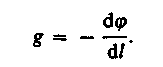 g = − dφ/dl.